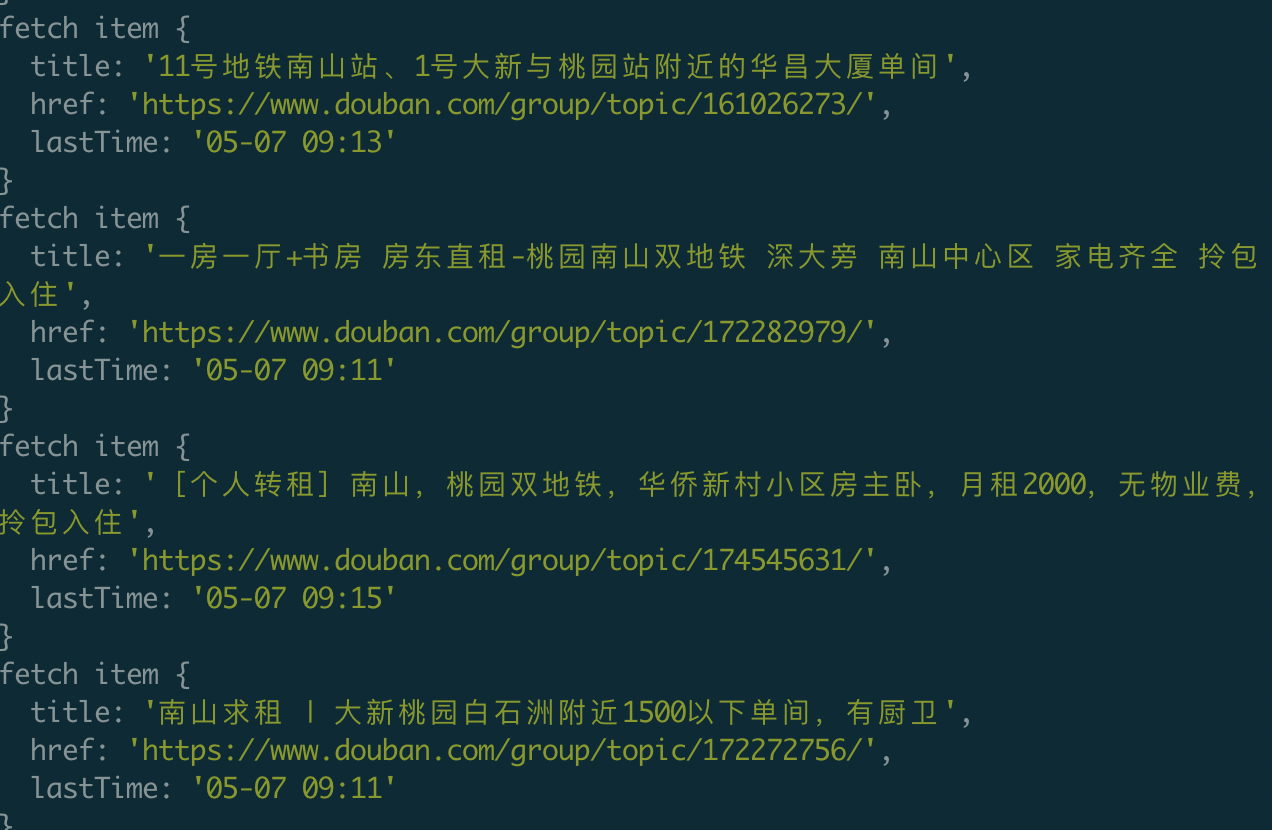 }
fetch item {
  title: '11号地铁南山站、1号大新与桃园站附近的华昌大厦单间',
  href: 'https://www.douban.com/group/topic/161026273/',
  lastTime: '05-07 09:13'
}
fetch item {
  title: '一房一厅+书房 房东直租-桃园南山双地铁 深大旁 南山中心区 家电齐全 拎包
入住',
  href: 'https://www.douban.com/group/topic/172282979/',
  lastTime: '05-07 09:11'
}
fetch item {
  title: '［个人转租］南山，桃园双地铁，华侨新村小区房主卧，月租2000，无物业费，
拎包入住',
  href: 'https://www.douban.com/group/topic/174545631/',
  lastTime: '05-07 09:15'
}
fetch item {
  title: '南山求租 | 大新桃园白石洲附近1500以下单间，有厨卫',
  href: 'https://www.douban.com/group/topic/172272756/',
  lastTime: '05-07 09:11'
}